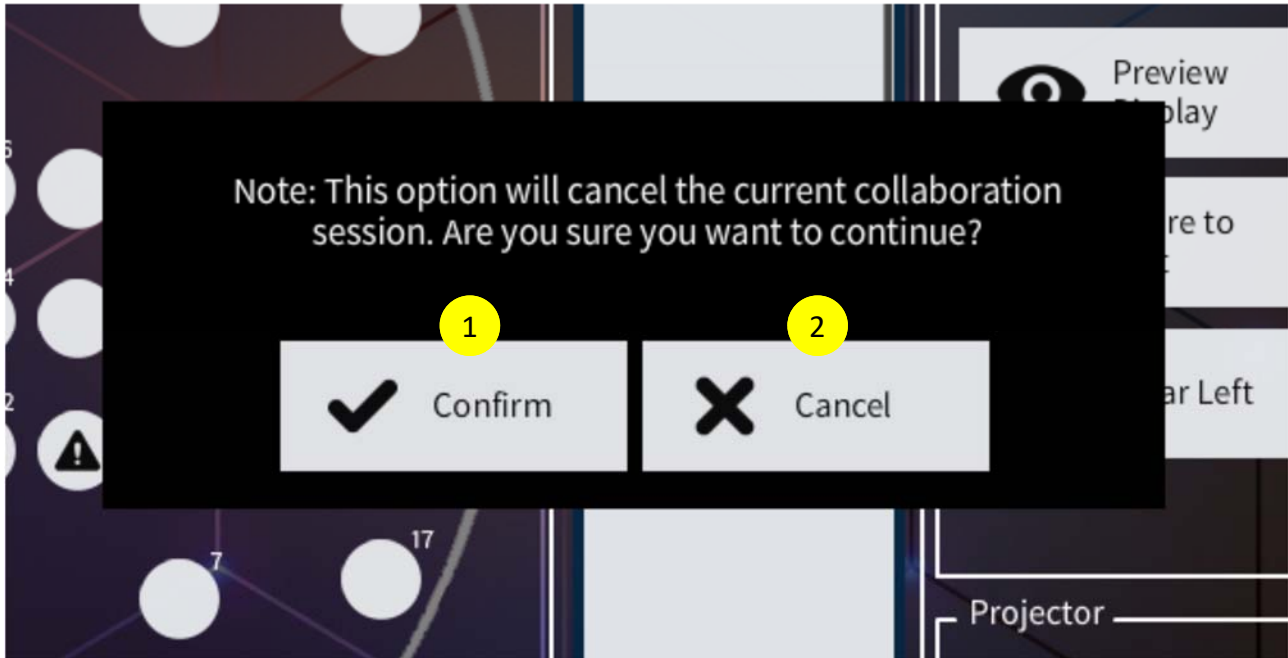 6
4
2
7
17
Preview
Note: This option will cancel the current collaboration
session. Are you sure you want to continue?
1
2
Confirm
Cancel
re to
Left
Projector